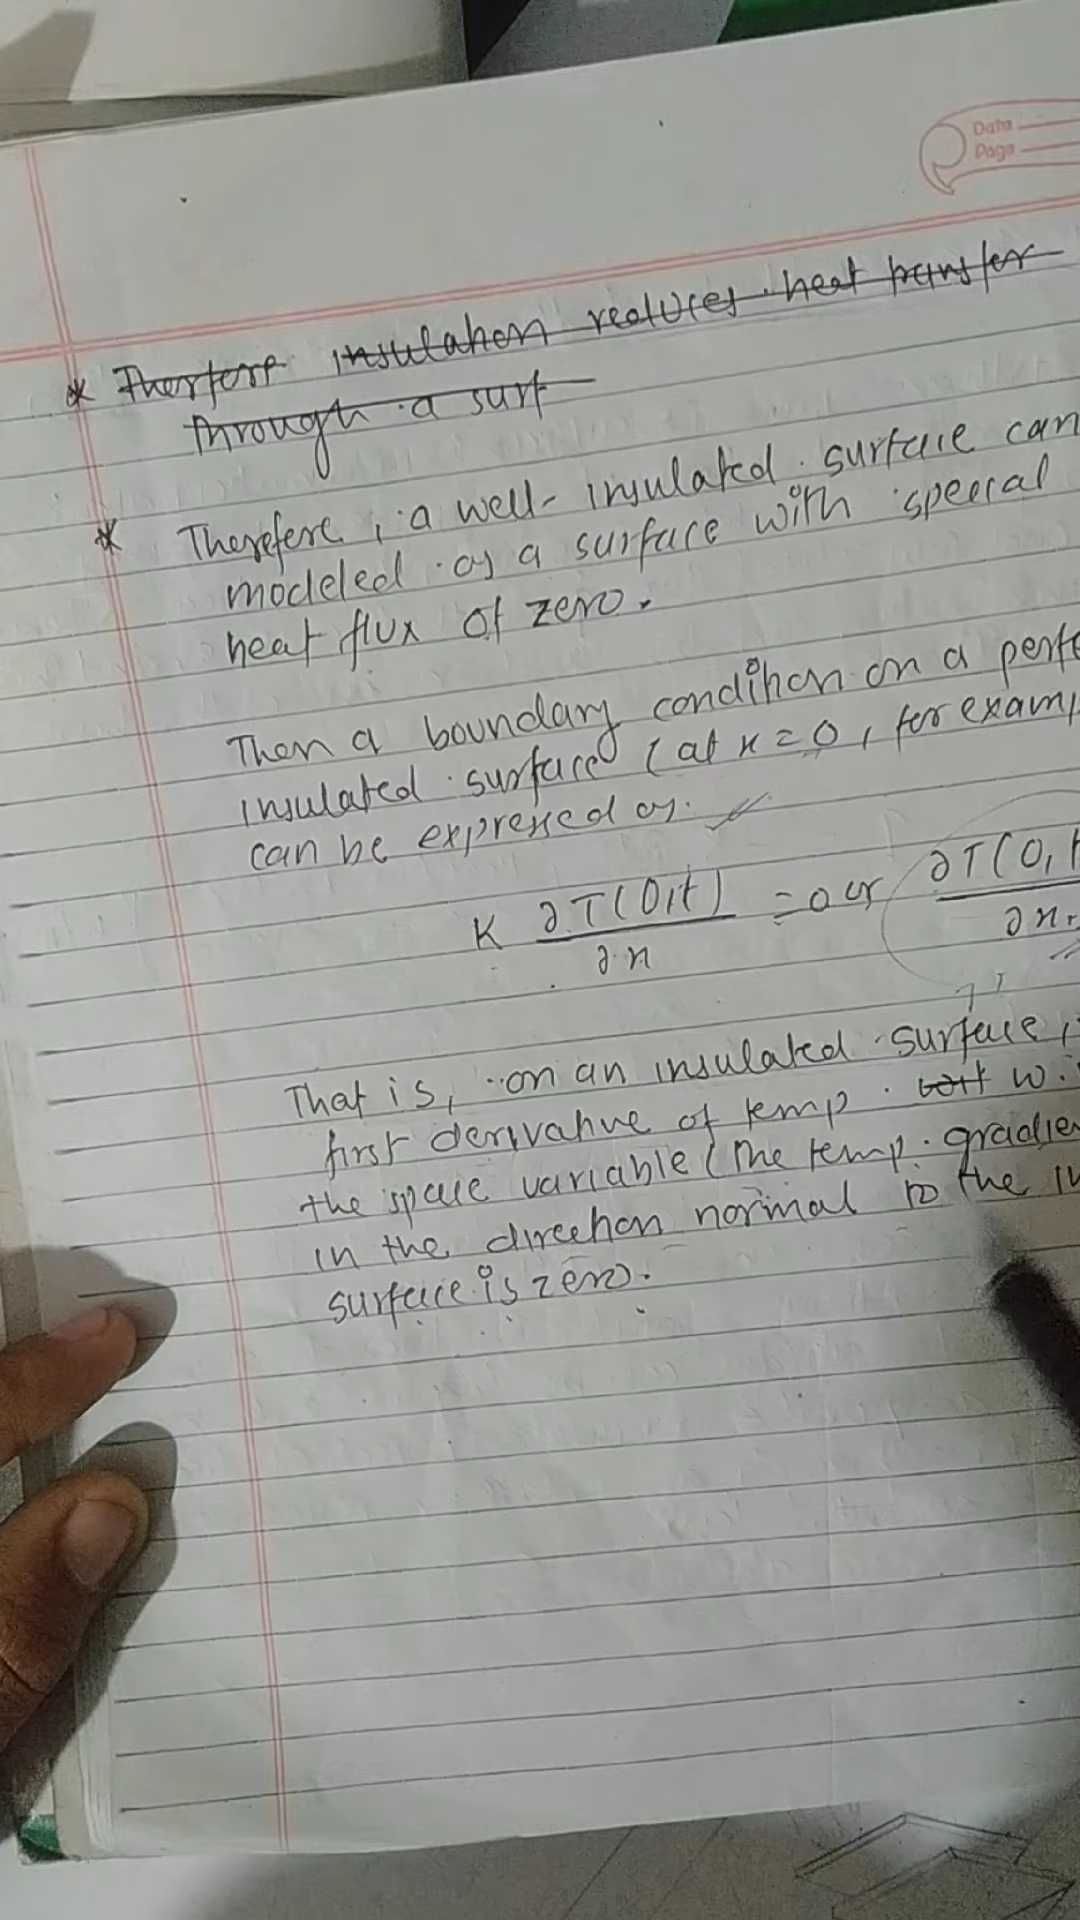 Data
Page
* Therfore insulation reduces heat transfer
through a surf
* Therefore, a well-insulated surface can
modeled as a surface with special
heat flux of zero.
Then a boundary condition on a perfe
insulated surface (at x=0, for examp
can be expressed as.
K ∂T(0,t)/∂x =0 or ∂T(0,t/∂x
That is, on an insulated surface,
first derivative of temp. wrt w.
the space variable (the temp. gradie
in the direction normal to the in
surface is zero.